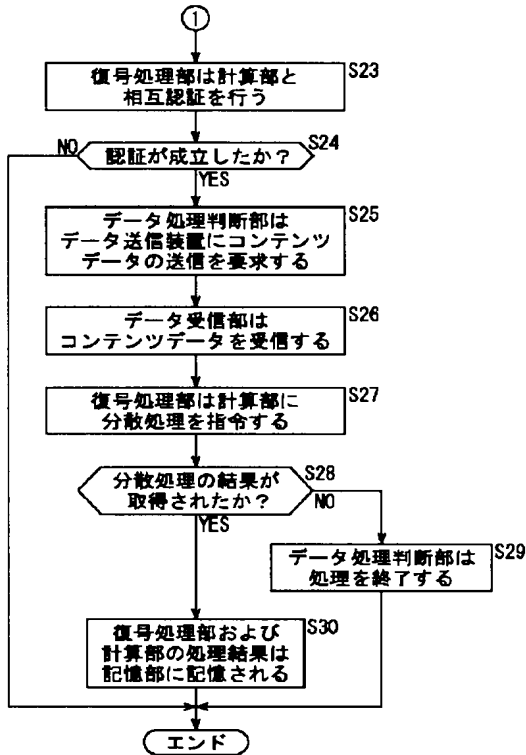 1
S23
復号処理部は計算部と
相互認証を行う
S24
NO
認証が成立したか？
YES
S25
データ処理判断部は
データ送信装置にコンテンツ
データの送信を要求する
S26
データ受信部は
コンテンツデータを受信する
S27
復号処理部は計算部に
分散処理を指令する
S28
分散処理の結果が
取得されたか？
NO
YES
S29
データ処理判断部は
処理を終了する
S30
復号処理部および
計算部の処理結果は
記憶部に記憶される
エンド